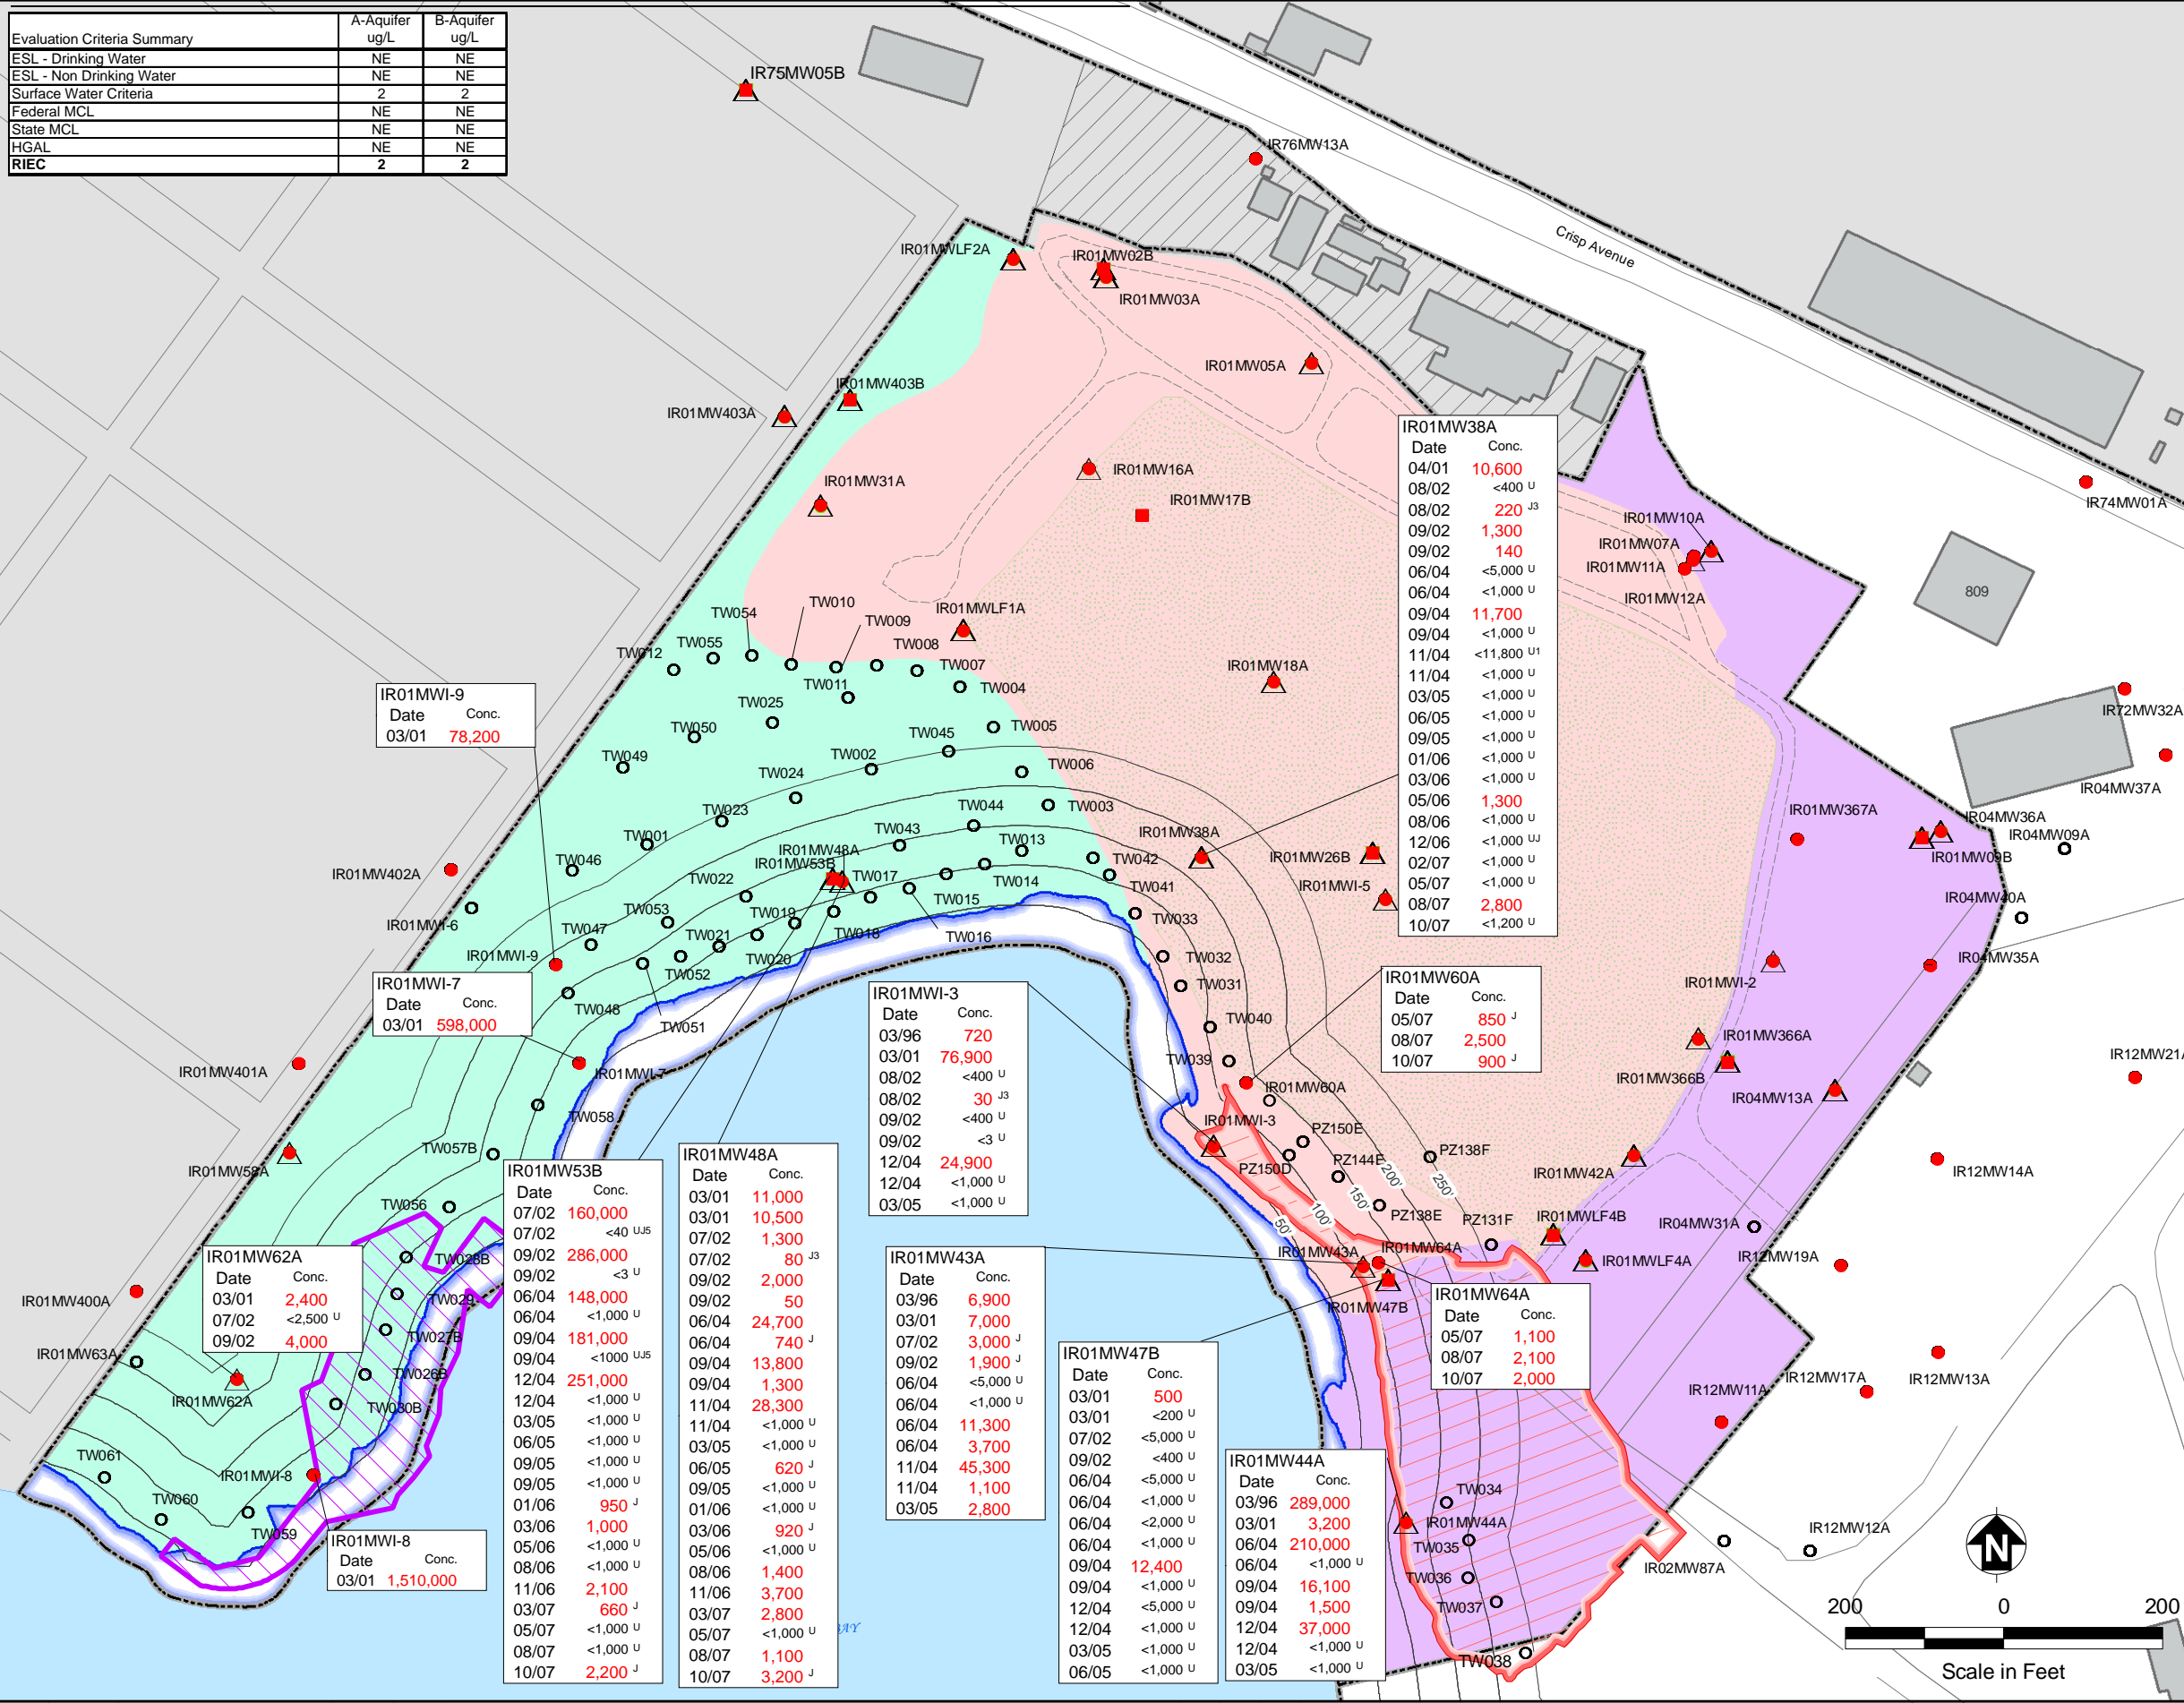 Evaluation Criteria Summary A-Aquifer ug/L B-Aquifer ug/L
ESL - Drinking Water NE NE
ESL - Non Drinking Water NE NE
Surface Water Criteria 2 2
Federal MCL NE NE
State MCL NE NE
HGAL NE NE
RIEC 2 2
IR75MW05B
IR76MW13A
Crisp Avenue
IR01MWLF2A
IR01MW02B
IR01MW03A
IR01MW05A
IR01MW403B
IR01MW403A
IR01MW31A
IR01MW16A
IR01MW17B
IR74MW01A
IR01MW10A
IR01MW07A
IR01MW11A
IR01MW12A
809
IR01MW38A
Date Conc.
04/01 10,600
08/02 <400 U
08/02 220 J3
09/02 1,300
09/02 140
06/04 <5,000 U
06/04 <1,000 U
09/04 11,700
09/04 <1,000 U
11/04 <11,800 U1
11/04 <1,000 U
03/05 <1,000 U
06/05 <1,000 U
09/05 <1,000 U
01/06 <1,000 U
03/06 <1,000 U
05/06 1,300
08/06 <1,000 U
12/06 <1,000 UJ
02/07 <1,000 U
05/07 <1,000 U
08/07 2,800
10/07 <1,200 U
TW054
TW010
TW009
IR01MWLF1A
TW008
TW055
TW012
TW007
TW011
TW004
IR01MW18A
IR01MWI-9
Date Conc.
03/01 78,200
TW025
TW050
TW045
TW005
TW049
TW002
TW024
TW006
TW023
TW044
TW003
TW001
TW043
TW013
IR01MW38A
IR01MW48A
IR01MW53B
TW046
TW042
TW017
TW014
TW041
TW022
TW015
TW053
TW019
TW033
TW047
TW021
TW018
TW016
TW020
TW052
TW032
TW048
TW051
TW031
TW040
TW039
IR01MW26B
IR01MWI-5
IR01MW367A
IR72MW32A
IR04MW37A
IR04MW36A
IR04MW09A
IR01MW09B
IR04MW40A
IR04MW35A
IR01MWI-2
IR01MW366A
IR01MW366B
IR04MW13A
IR12MW21A
IR01MW402A
IR01MWI-6
IR01MWI-9
IR01MWI-7
Date Conc.
03/01 598,000
IR01MWI-7
IR01MW401A
TW058
TW057B
IR01MW58A
TW056
IR01MWI-3
Date Conc.
03/96 720
03/01 76,900
08/02 <400 U
08/02 30 J3
09/02 <400 U
09/02 <3 U
12/04 24,900
12/04 <1,000 U
03/05 <1,000 U
IR01MW60A
Date Conc.
05/07 850 J
08/07 2,500
10/07 900 J
IR01MW60A
IR01MWI-3
PZ150E
PZ150D
PZ144E
PZ138F
PZ138E
PZ131F
50'
100'
150'
200'
250'
IR01MW42A
IR01MWLF4B
IR01MWLF4A
IR04MW31A
IR12MW14A
IR12MW19A
IR12MW13A
IR12MW17A
IR12MW11A
IR12MW12A
IR02MW87A
IR01MW43A
IR01MW64A
IR01MW47B
IR01MW53B
Date Conc.
07/02 160,000
07/02 <40 UJ5
09/02 286,000
09/02 <3 U
06/04 148,000
06/04 <1,000 U
09/04 181,000
09/04 <1000 UJ5
12/04 251,000
12/04 <1,000 U
03/05 <1,000 U
06/05 <1,000 U
09/05 <1,000 U
09/05 <1,000 U
01/06 950 J
03/06 1,000
05/06 <1,000 U
08/06 <1,000 U
11/06 2,100
03/07 660 J
05/07 <1,000 U
08/07 <1,000 U
10/07 2,200 J
IR01MW48A
Date Conc.
03/01 11,000
03/01 10,500
07/02 1,300
07/02 80 J3
09/02 2,000
09/02 50
06/04 24,700
06/04 740 J
09/04 13,800
09/04 1,300
11/04 28,300
11/04 <1,000 U
03/05 <1,000 U
06/05 620 J
09/05 <1,000 U
01/06 <1,000 U
03/06 920 J
05/06 <1,000 U
08/06 1,400
11/06 3,700
03/07 2,800
05/07 <1,000 U
08/07 1,100
10/07 3,200 J
IR01MW43A
Date Conc.
03/96 6,900
03/01 7,000
07/02 3,000 J
09/02 1,900 J
06/04 <5,000 U
06/04 <1,000 U
06/04 11,300
06/04 3,700
11/04 45,300
11/04 1,100
03/05 2,800
IR01MW47B
Date Conc.
03/01 500
03/01 <200 U
07/02 <5,000 U
09/02 <400 U
06/04 <5,000 U
06/04 <1,000 U
06/04 <2,000 U
06/04 <1,000 U
09/04 12,400
09/04 <1,000 U
12/04 <5,000 U
12/04 <1,000 U
03/05 <1,000 U
06/05 <1,000 U
IR01MW64A
Date Conc.
05/07 1,100
08/07 2,100
10/07 2,000
IR01MW44A
Date Conc.
03/96 289,000
03/01 3,200
06/04 210,000
06/04 <1,000 U
09/04 16,100
09/04 1,500
12/04 37,000
12/04 <1,000 U
03/05 <1,000 U
TW034
IR01MW44A
TW035
TW036
TW037
TW038
IR01MW62A
Date Conc.
03/01 2,400
07/02 <2,500 U
09/02 4,000
TW028B
TW029
TW027B
TW026B
TW030B
IR01MW400A
IR01MW63A
IR01MW62A
TW061
TW060
TW059
IR01MWI-8
IR01MWI-8
Date Conc.
03/01 1,510,000
AY
N
200 0 200
Scale in Feet